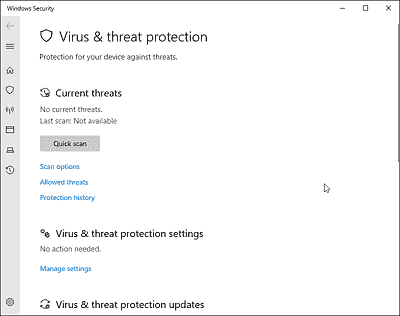 Windows Security
Virus & threat protection
Protection for your device against threats.
Current threats
No current threats.
Last scan: Not available
Quick scan
Scan options
Allowed threats
Protection history
Virus & threat protection settings
No action needed.
Manage settings
Virus & threat protection updates